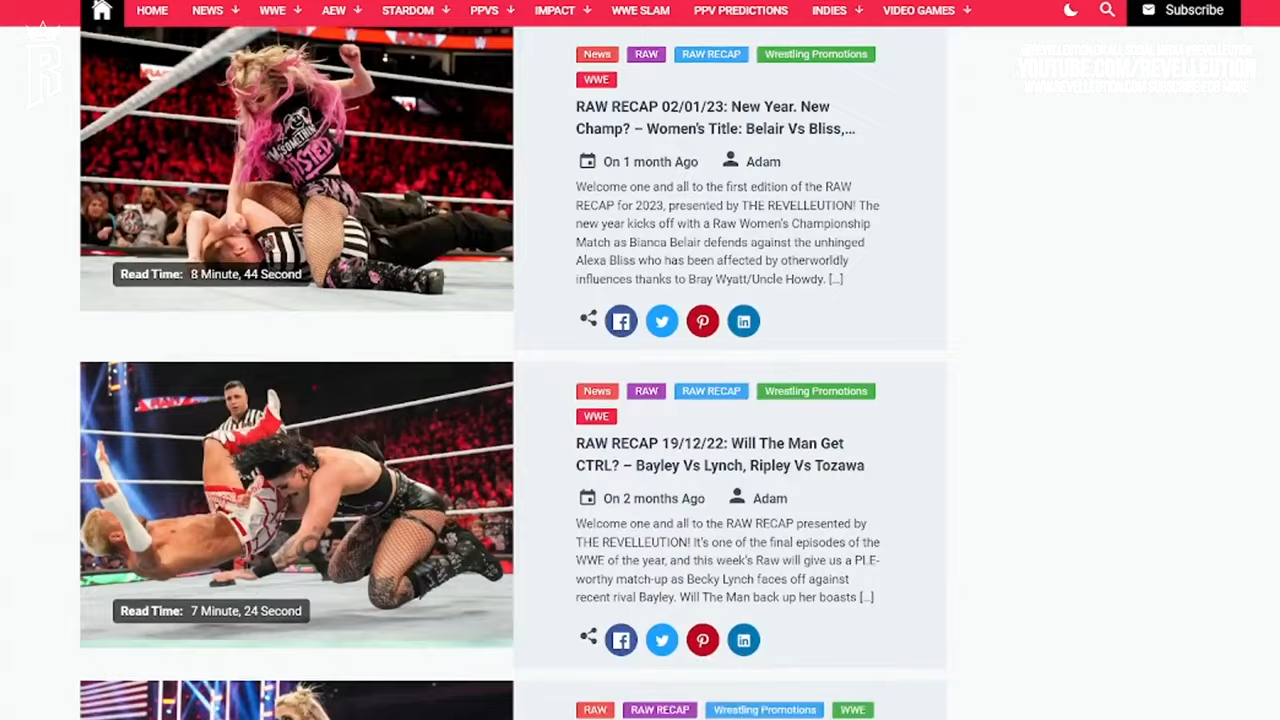 HOME NEWS WWE AEW STARDOM PPVS IMPACT WWE SLAM PPV PREDICTIONS INDIES VIDEO GAMES Subscribe
R
YOUTUBE.COM/REVELLEUTION
News RAW RAW RECAP Wrestling Promotions
WWE
RAW RECAP 02/01/23: New Year. New
Champ? – Women's Title: Belair Vs Bliss,...
On 1 month Ago Adam
Welcome one and all to the first edition of the RAW
RECAP for 2023, presented by THE REVELLEUTION! The
new year kicks off with a Raw Women's Championship
Match as Bianca Belair defends against the unhinged
Alexa Bliss who has been affected by otherworldly
influences thanks to Bray Wyatt/Uncle Howdy. [...]
Read Time: 8 Minute, 44 Second
News RAW RAW RECAP Wrestling Promotions
WWE
RAW RECAP 19/12/22: Will The Man Get
CTRL? – Bayley Vs Lynch, Ripley Vs Tozawa
On 2 months Ago Adam
Welcome one and all to the RAW RECAP presented by
THE REVELLEUTION! It's one of the final episodes of the
WWE of the year, and this week's Raw will give us a PLE-
worthy match-up as Becky Lynch faces off against
recent rival Bayley. Will The Man back up her boasts [...]
Read Time: 7 Minute, 24 Second
RAW RAW RECAP Wrestling Promotions WWE